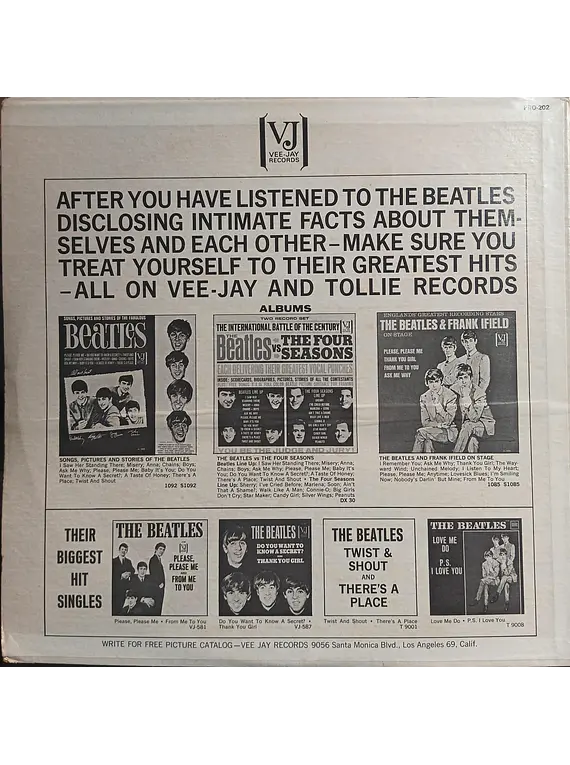 PRO-202
VJ
VEE-JAY
RECORDS
AFTER YOU HAVE LISTENED TO THE BEATLES
DISCLOSING INTIMATE FACTS ABOUT THEM-
SELVES AND EACH OTHER–MAKE SURE YOU
TREAT YOURSELF TO THEIR GREATEST HITS
–ALL ON VEE-JAY AND TOLLIE RECORDS
ALBUMS
SONGS, PICTURES AND STORIES OF THE FABULOUS
BEATLES
TWO RECORD SET
THE INTERNATIONAL BATTLE OF THE CENTURY
THE Beatles VS THE FOUR
SEASONS
YOU BE THE JUDGE AND JURY!
ENGLAND'S GREATEST RECORDING STARS
THE BEATLES & FRANK IFIELD
ON STAGE
PLEASE, PLEASE ME
THANK YOU GIRL
FROM ME TO YOU
ASK ME WHY
SONGS, PICTURES AND STORIES OF THE BEATLES
I Saw Her Standing There; Misery; Anna; Chains; Boys;
Ask Me Why; Please, Please Me; Baby It's You; Do You
Want To Know A Secret?; A Taste Of Honey; There's A
Place; Twist And Shout
1092 S1092
THE BEATLES vs THE FOUR SEASONS
Beatles Line Up: I Saw Her Standing There; Misery; Anna,
Chains; Boys; Ask Me Why; Please, Please Me; Baby It's
You; Do You Want To Know A Secret?; A Taste Of Honey;
There's A Place; Twist And Shout • The Four Seasons
Line Up: Sherry; I've Cried Before; Marlena; Soon; Ain't
That A Shame!; Walk Like A Man; Connie-O; Big Girls
Don't Cry; Star Maker; Candy Girl; Silver Wings; Peanuts
DX 30
THE BEATLES AND FRANK IFIELD ON STAGE
I Remember You; Ask Me Why; Thank You Girl; The Way-
ward Wind; Unchained Melody; I Listen To My Heart;
Please, Please Me; Anytime; Lovesick Blues; I'm Smiling
Now; Nobody's Darlin' But Mine; From Me To You
1085 S1085
THEIR
BIGGEST
HIT
SINGLES
THE BEATLES
PLEASE,
PLEASE ME
FROM ME
TO YOU
Please, Please Me • From Me To You
VJ-581
THE BEATLES
DO YOU WANT TO
KNOW A SECRET?
THANK YOU GIRL
Do You Want To Know A Secret? •
Thank You Girl VJ-587
THE BEATLES
TWIST &
SHOUT
AND
THERE'S A
PLACE
Twist And Shout • There's A Place
T 9001
THE BEATLES
LOVE ME
DO
P.S.
I LOVE YOU
Love Me Do • P.S. I Love You
T 9008
WRITE FOR FREE PICTURE CATALOG—VEE JAY RECORDS 9056 Santa Monica Blvd., Los Angeles 69, Calif.